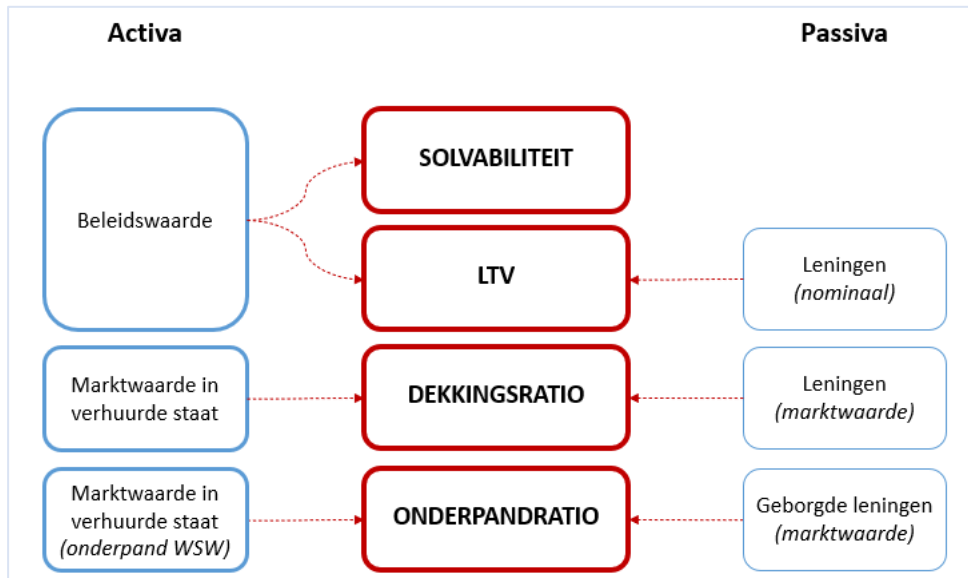 Activa
Passiva
Beleidswaarde
SOLVABILITEIT
LTV
Leningen
(nominaal)
Marktwaarde in
verhuurde staat
DEKKINGSRATIO
Leningen
(marktwaarde)
Marktwaarde in
verhuurde staat
(onderpand WSW)
ONDERPANDRATIO
Geborgde leningen
(marktwaarde)